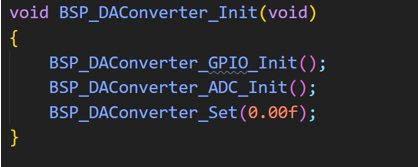 void BSP_DAConverter_Init(void)
{
    BSP_DAConverter_GPIO_Init();
    BSP_DAConverter_ADC_Init();
    BSP_DAConverter_Set(0.00f);
}